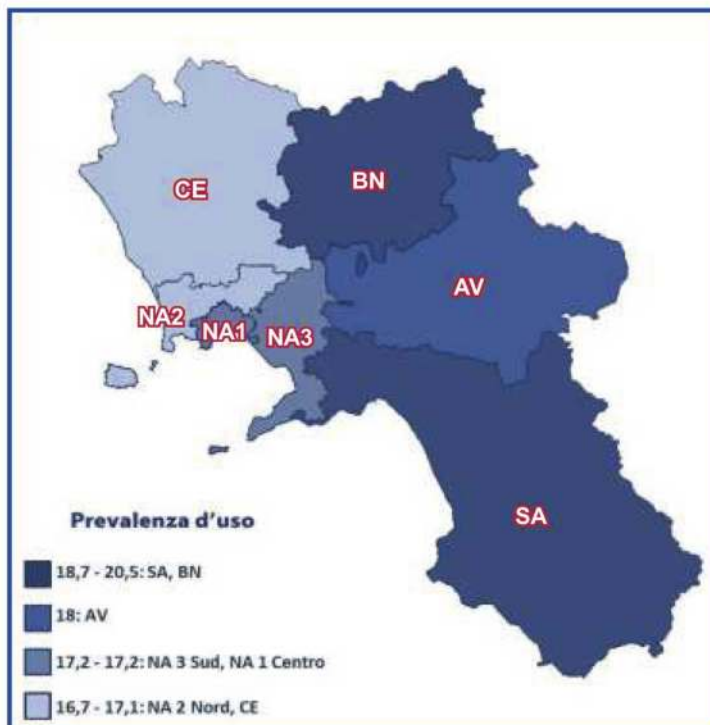 CE
BN
AV
NA2
NA1
NA3
SA
Prevalenza d'uso
18,7 - 20,5: SA, BN
18: AV
17,2 - 17,2: NA 3 Sud, NA 1 Centro
16,7 - 17,1: NA 2 Nord, CE